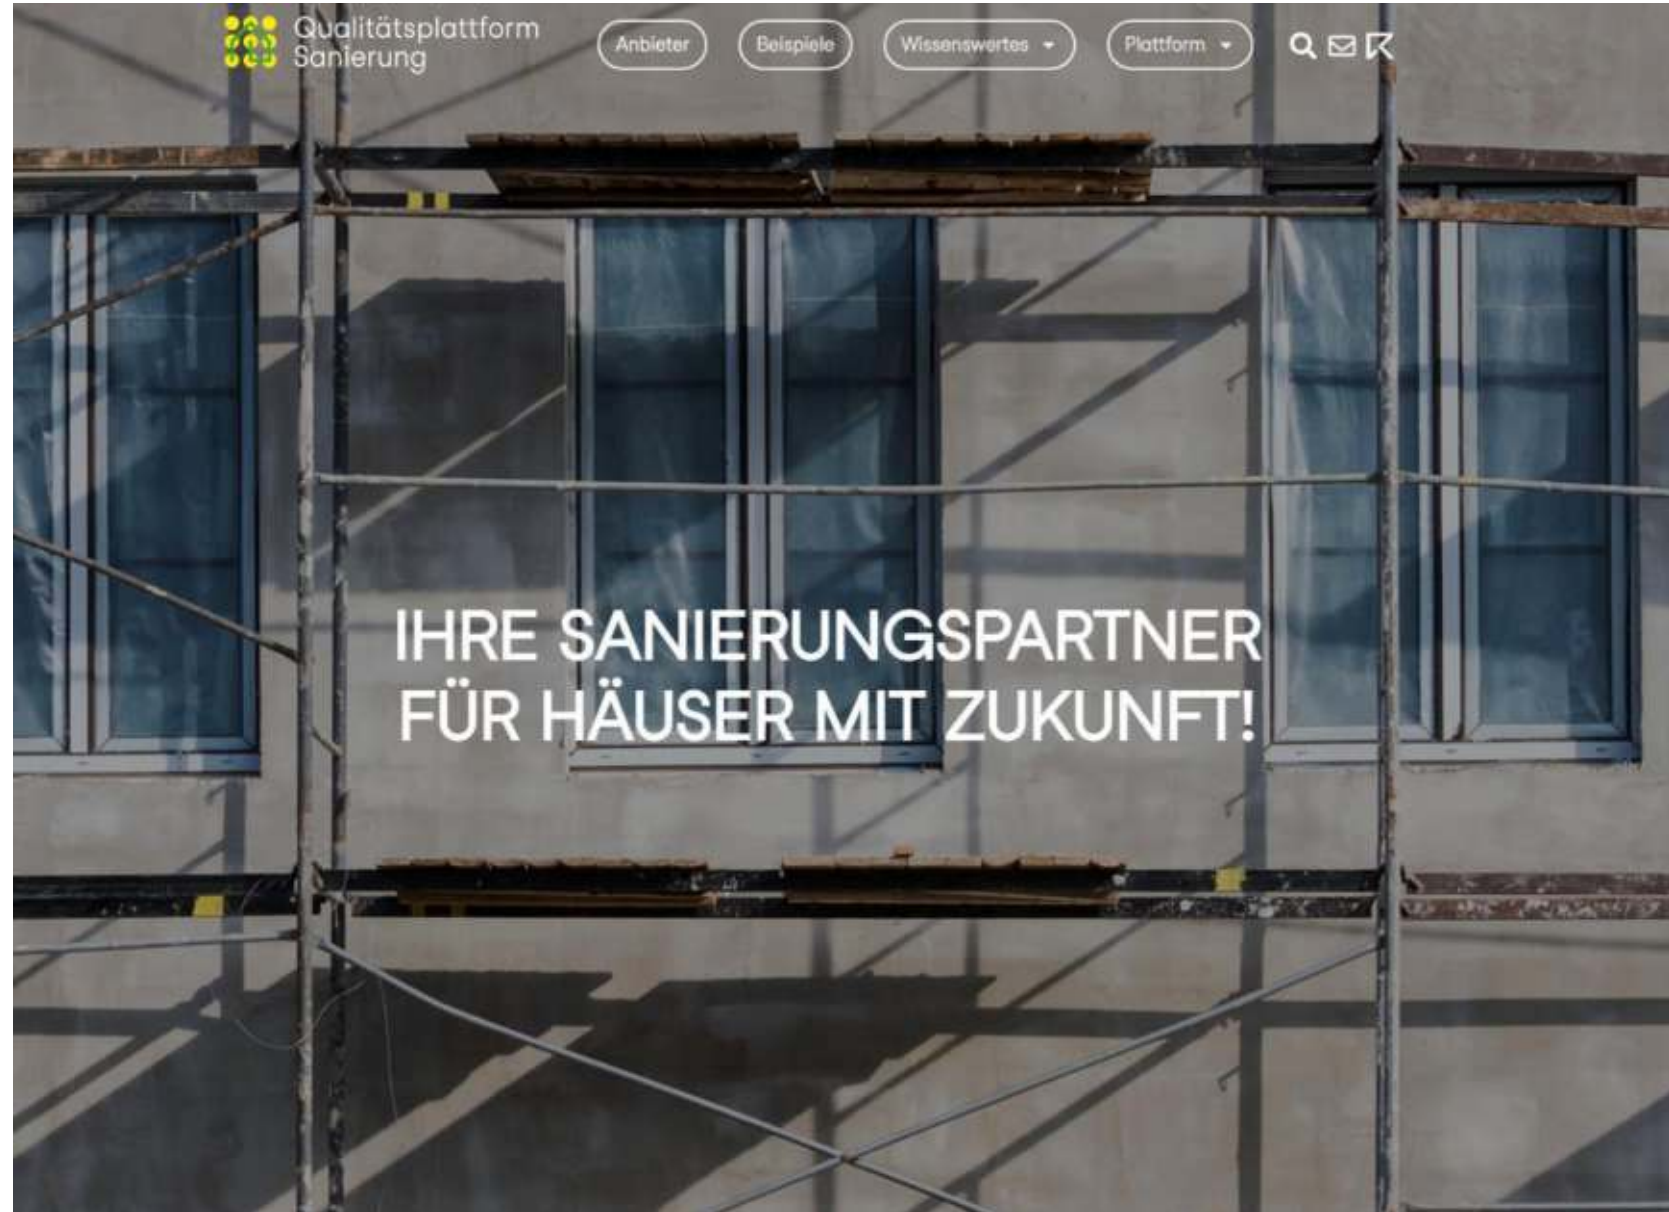 Qualitätsplattform
Sanierung
Anbieter
Beispiele
Wissenswertes
Plattform
IHRE SANIERUNGSPARTNER
FÜR HÄUSER MIT ZUKUNFT!